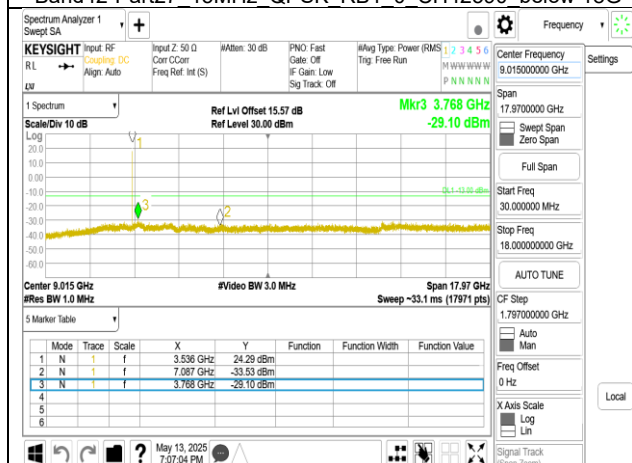 Spectrum Analyzer 1
Swept SA
Frequency
KEYSIGHT
RL
Input: RF
Coupling: DC
Align: Auto
Input Z: 50 Ω
Corr CCorr
Freq Ref: Int (S)
#Atten: 30 dB
PNO: Fast
Gate: Off
IF Gain: Low
Sig Track: Off
#Avg Type: Power (RMS
Trig: Free Run
1 2 3 4 5 6
M W W W W W
P N N N N N
Center Frequency
9.015000000 GHz
Settings
Span
17.9700000 GHz
Swept Span
Zero Span
Full Span
Start Freq
30.000000 MHz
Stop Freq
18.000000000 GHz
AUTO TUNE
CF Step
1.797000000 GHz
Auto
Man
Freq Offset
0 Hz
X Axis Scale
Log
Lin
Signal Track
Local
1 Spectrum
Scale/Div 10 dB
Ref Lvl Offset 15.57 dB
Ref Level 30.00 dBm
Mkr3 3.768 GHz
-29.10 dBm
Log
20.0
10.0
0.00
-10.0
-20.0
-30.0
-40.0
-50.0
-60.0
1
2
3
DL1 -13.00 dBm
Center 9.015 GHz
#Res BW 1.0 MHz
#Video BW 3.0 MHz
Span 17.97 GHz
Sweep ~33.1 ms (17971 pts)
5 Marker Table
Mode Trace Scale X Y Function Function Width Function Value
1 N 1 f 3.536 GHz 24.29 dBm
2 N 1 f 7.087 GHz -33.53 dBm
3 N 1 f 3.768 GHz -29.10 dBm
4
5
6
May 13, 2025
7:07:04 PM